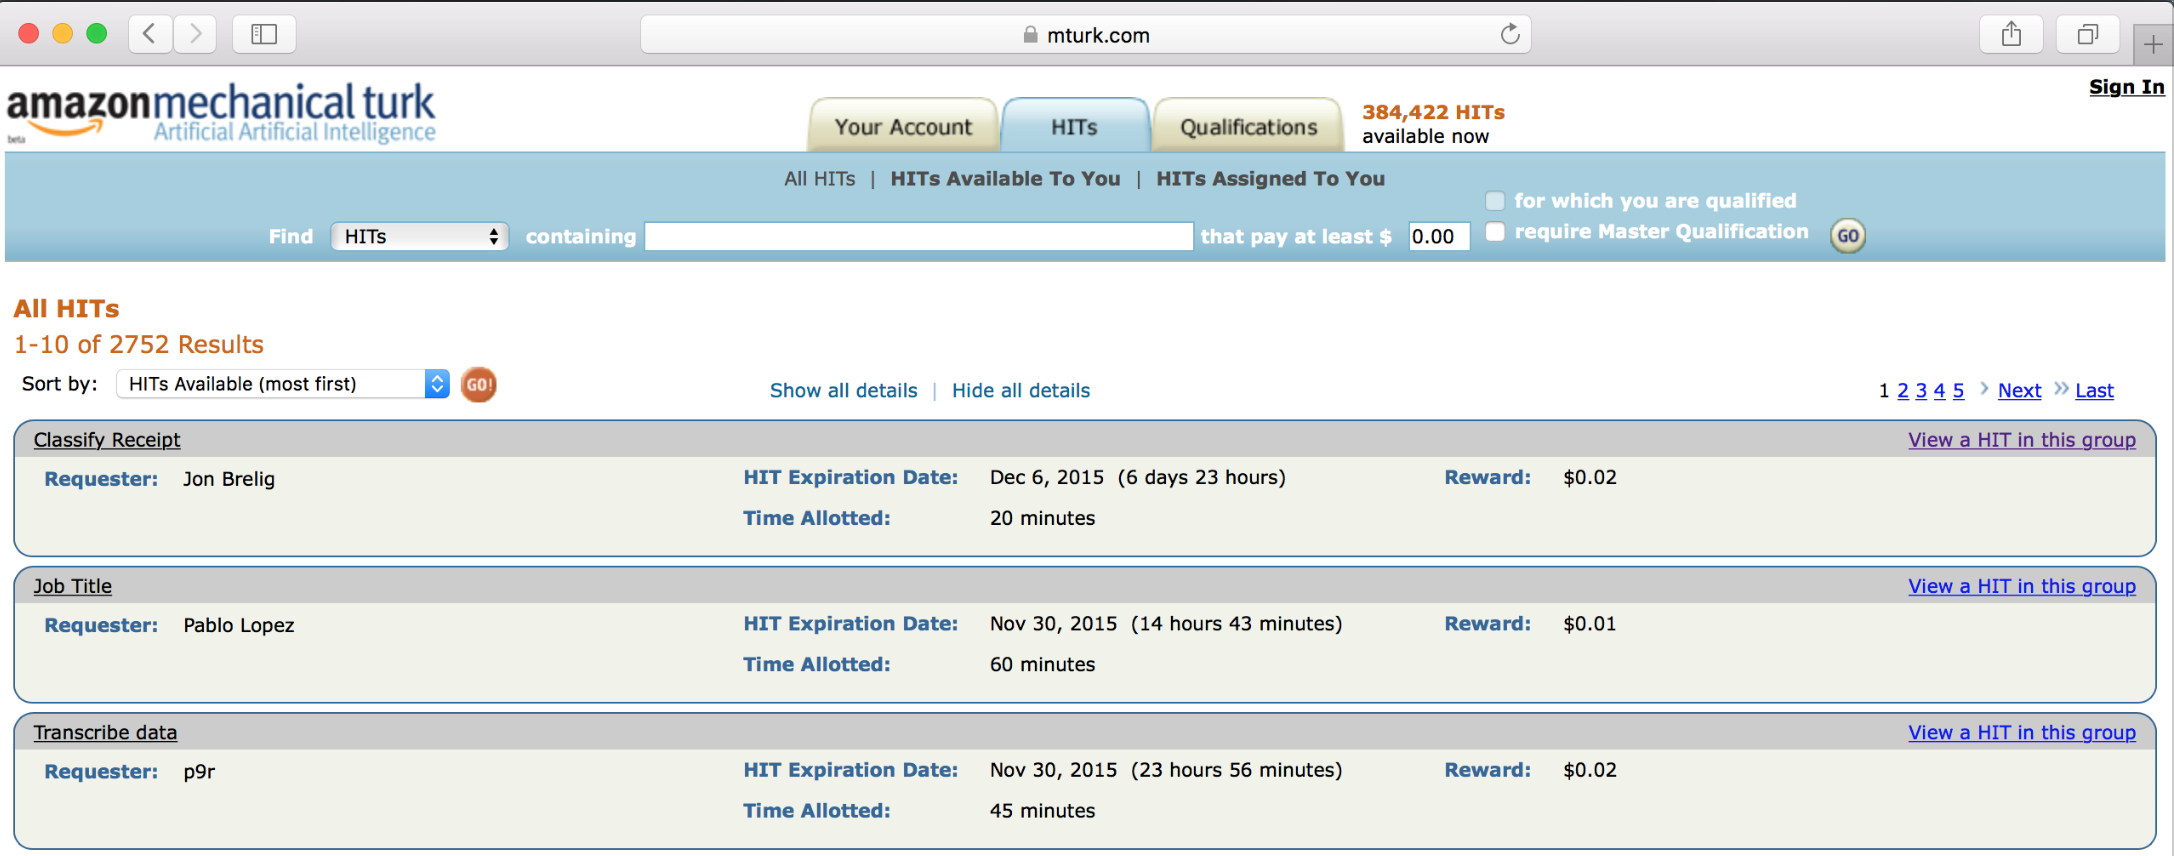 mturk.com
Sign In
amazonmechanical turk
beta
Artificial Artificial Intelligence
Your Account
HITs
Qualifications
384,422 HITs
available now
All HITs | HITs Available To You | HITs Assigned To You
for which you are qualified
Find HITs containing that pay at least $ 0.00 require Master Qualification GO
All HITs
1-10 of 2752 Results
Sort by: HITs Available (most first) GO! Show all details | Hide all details 1 2 3 4 5 › Next » Last
Classify Receipt View a HIT in this group
Requester: Jon Brelig HIT Expiration Date: Dec 6, 2015 (6 days 23 hours) Reward: $0.02
Time Allotted: 20 minutes
Job Title View a HIT in this group
Requester: Pablo Lopez HIT Expiration Date: Nov 30, 2015 (14 hours 43 minutes) Reward: $0.01
Time Allotted: 60 minutes
Transcribe data View a HIT in this group
Requester: p9r HIT Expiration Date: Nov 30, 2015 (23 hours 56 minutes) Reward: $0.02
Time Allotted: 45 minutes